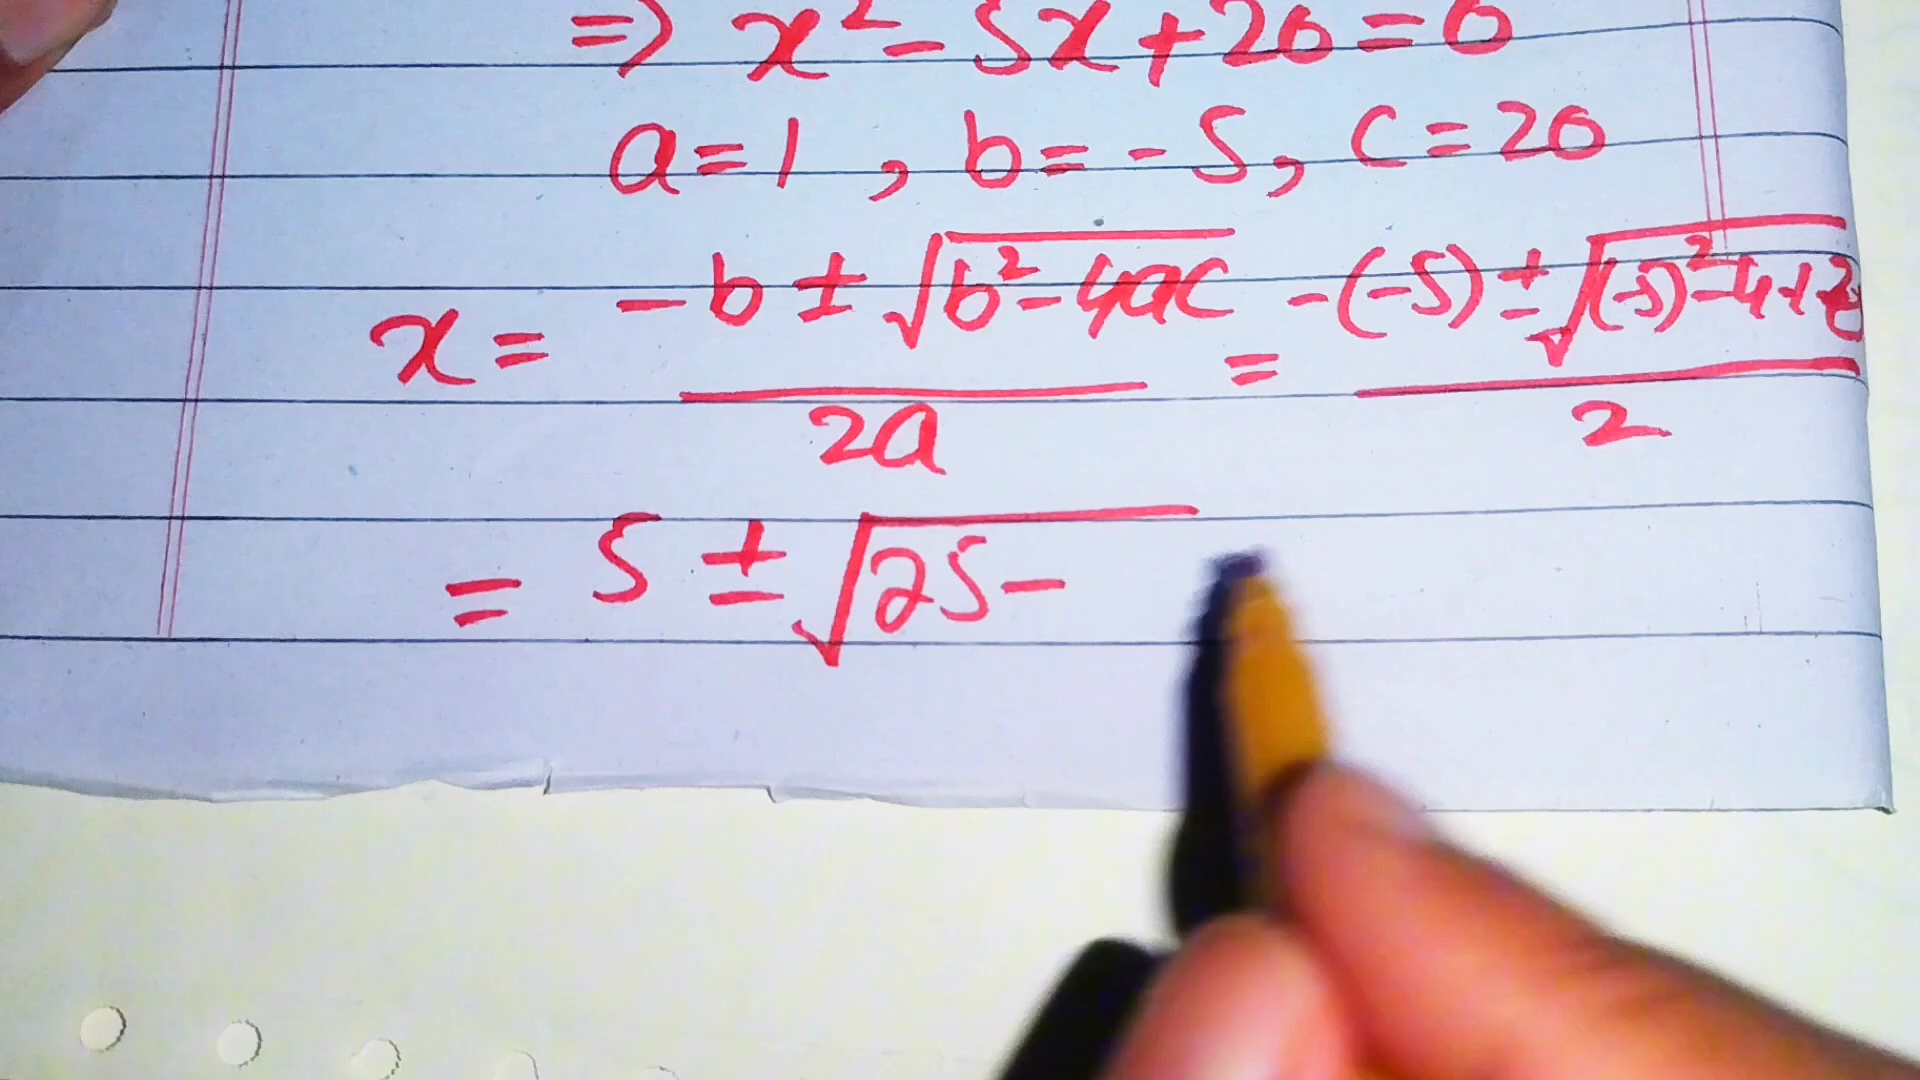 => x² - 5x + 20 = 0
a = 1 , b = -5, c = 20
x = -b ± √b²-4ac / 2a = -(-5) ± √(-5)²-4·1·20 / 2
= 5 ± √25-